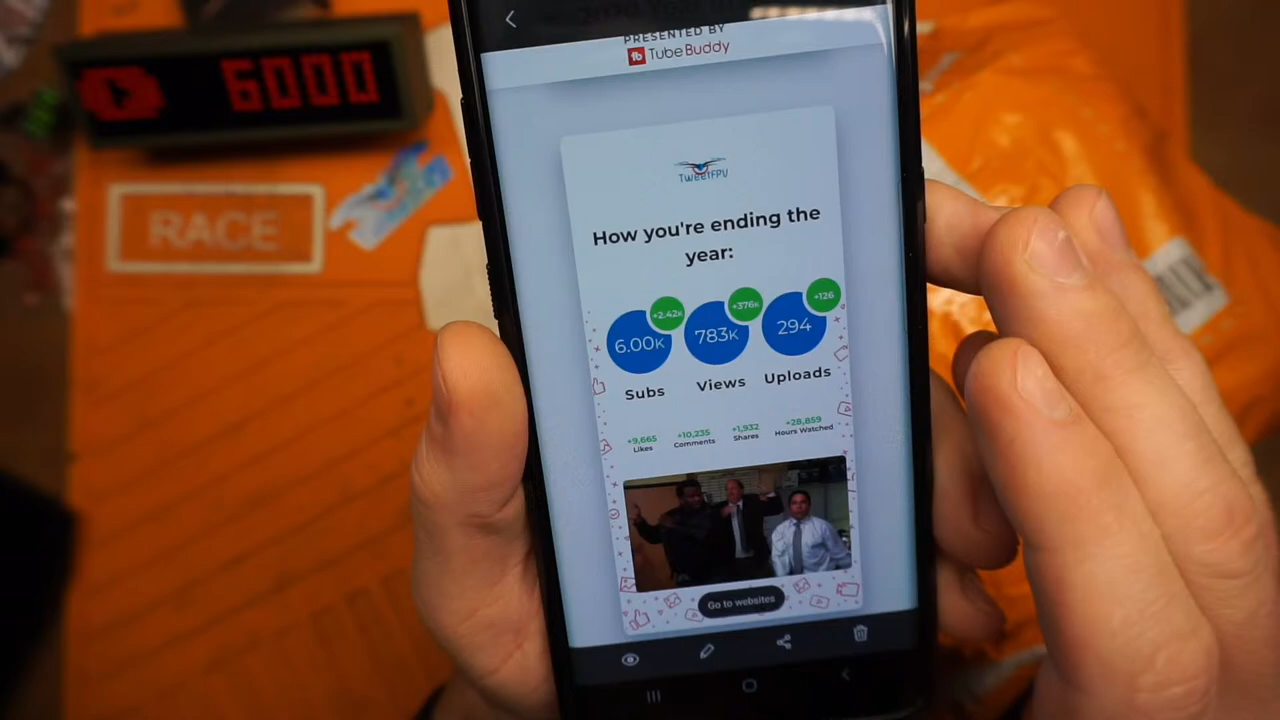 6000
RACE
PRESENTED BY
TubeBuddy
TweetFPV
How you're ending the
year:
+2.42K
+376K
+126
6.00K
783K
294
Subs
Views
Uploads
+9,665
Likes
+10,235
Comments
+1,932
Shares
+28,859
Hours Watched
Go to websites